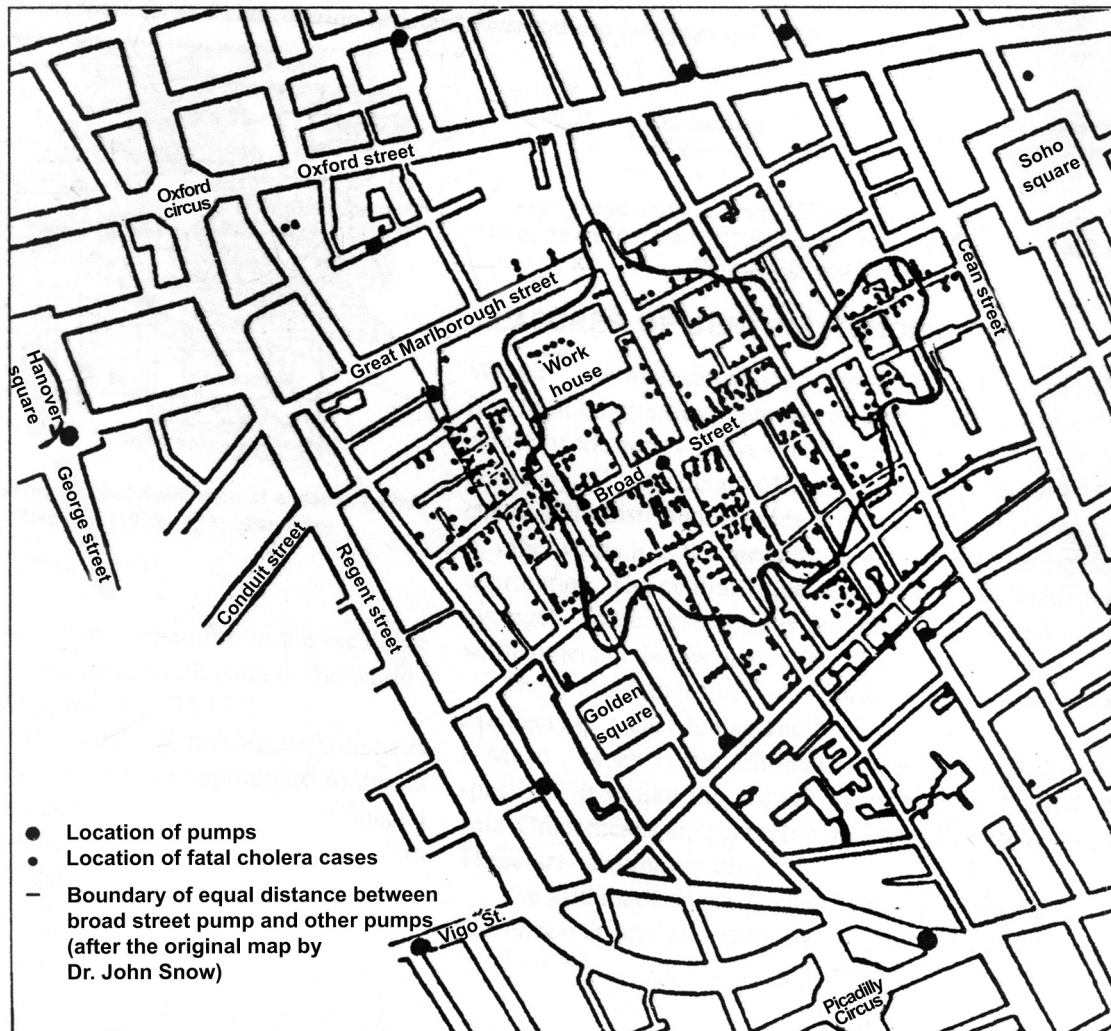 Oxford street
Oxford
circus
Soho
square
Cean street
Great Marlborough street
Work
house
Hanover
square
Broad
Street
George street
Conduit street
Regent street
Golden
square
Location of pumps
Location of fatal cholera cases
Boundary of equal distance between
broad street pump and other pumps
(after the original map by
Dr. John Snow)
Vigo St.
Picadilly
Circus